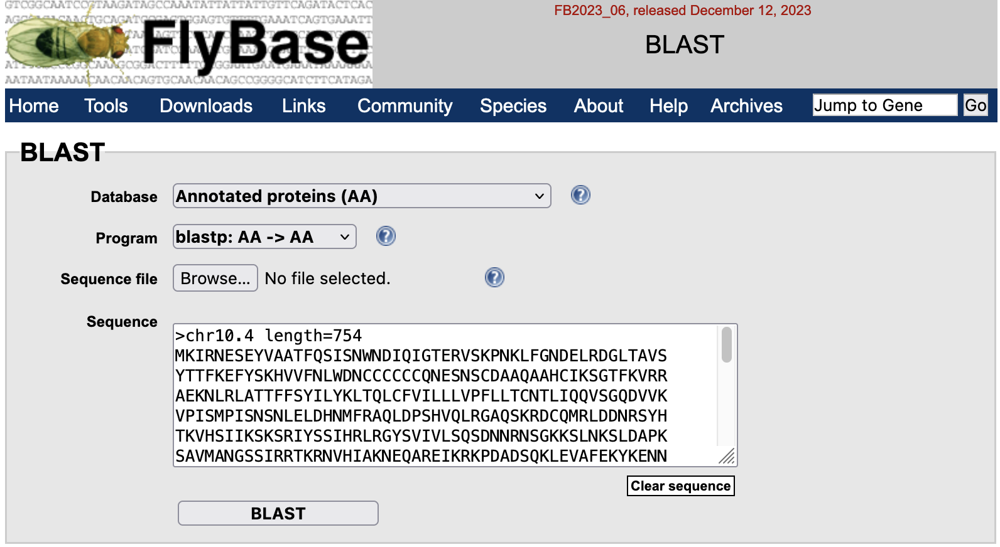 FlyBase
FB2023_06, released December 12, 2023
BLAST
Home Tools Downloads Links Community Species About Help Archives Jump to Gene Go
BLAST
Database Annotated proteins (AA) ?
Program blastp: AA -> AA ?
Sequence file Browse... No file selected. ?
Sequence
>chr10.4 length=754
MKIRNESEYVAATFQSISNWNDIQIGTERVSKPNKLFGNDELRDGLTAVS
YTTFKEFYSKHVVFNLWDNCCCCCCQNESNSCDAAQAAHCIKSGTFKVRR
AEKNLRLATTFFSYILYKLTQLCFVILLLVPFLLTCNTLIQQVSGQDVVK
VPISMPISNSNLELDHNMFRAQLDPSHVQLRGAQSKRDCQMRLDDNRSYH
TKVHSIIKSKSRIYSSIHRLRGYSVIVLSQSDNNRNSGKKSLNKSLDAPK
SAVMANGSSIRRTKRNVHIAKNEQAREIKRKPDADSQKLEVAFEKYKENN
Clear sequence
BLAST